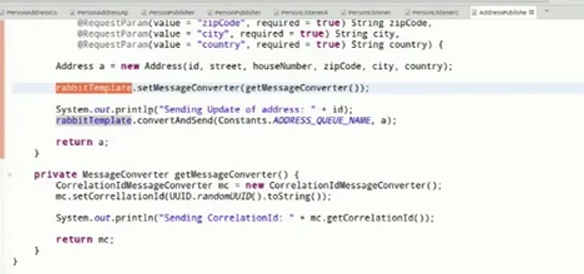 PersonAddressCo PersonAddressAp PersonPublisher PersonPublisher PersonListenerA PersonListener PersonListenerC AddressPublishe
@RequestParam(value = "zipCode", required = true) String zipCode,
@RequestParam(value = "city", required = true) String city,
@RequestParam(value = "country", required = true) String country) {
Address a = new Address(id, street, houseNumber, zipCode, city, country);
rabbitTemplate.setMessageConverter(getMessageConverter());
System.out.println("Sending Update of address: " + id);
rabbitTemplate.convertAndSend(Constants.ADDRESS_QUEUE_NAME, a);
return a;
}
private MessageConverter getMessageConverter() {
CorrelationIdMessageConverter mc = new CorrelationIdMessageConverter();
mc.setCorrellationId(UUID.randomUUID().toString());
System.out.println("Sending CorrelationId: " + mc.getCorrelationId());
return mc;
}
}